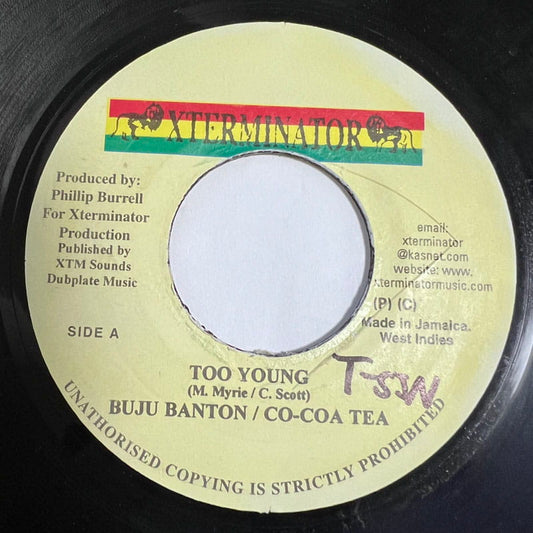 XTERMINATOR
Produced by:
Phillip Burrell
For Xterminator
Production
Published by
XTM Sounds
Dubplate Music
SIDE A
email:
xterminator
@kasnet.com
website: www.
xterminatormusic.com
(P) (C)
Made in Jamaica.
West Indies
TOO YOUNG
(M. Myrie / C. Scott)
BUJU BANTON / CO-COA TEA
UNATHORISED COPYING IS STRICTLY PROHIBITED